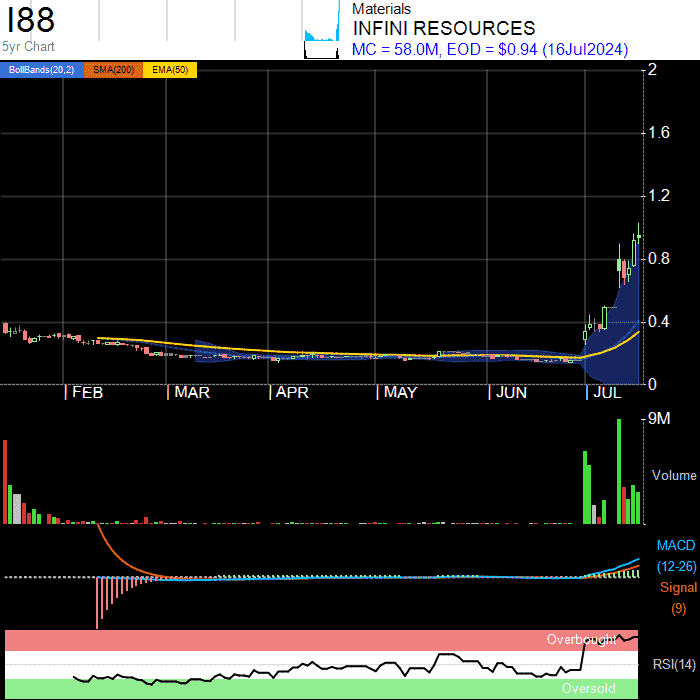 I88
5yr Chart
Materials
INFINI RESOURCES
MC = 58.0M, EOD = $0.94 (16Jul2024)
BollBands(20,2) SMA(200) EMA(50)
2
1.6
1.2
0.8
0.4
0
FEB MAR APR MAY JUN JUL
9M
Volume
MACD
(12-26)
Signal
(9)
Overbought
RSI(14)
Oversold